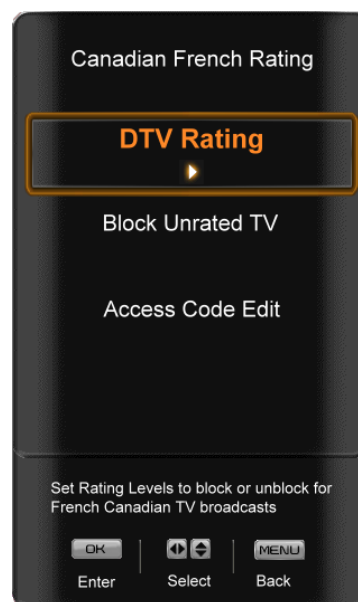 Canadian French Rating
DTV Rating
Block Unrated TV
Access Code Edit
Set Rating Levels to block or unblock for
French Canadian TV broadcasts
OK
MENU
Enter
Select
Back